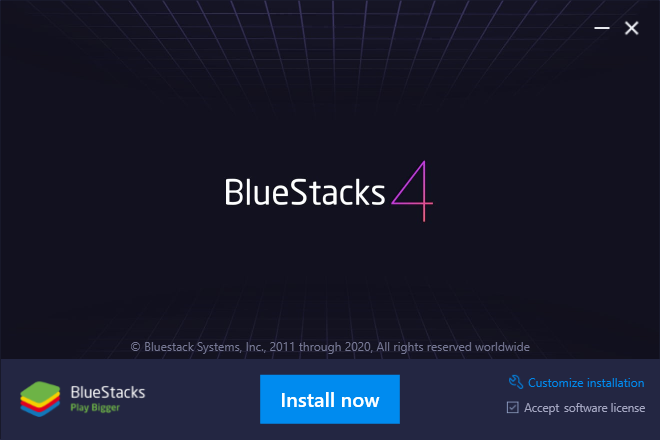 BlueStacks 4
© Bluestack Systems, Inc., 2011 through 2020, All rights reserved worldwide
BlueStacks
Play Bigger
Install now
Customize installation
Accept software license